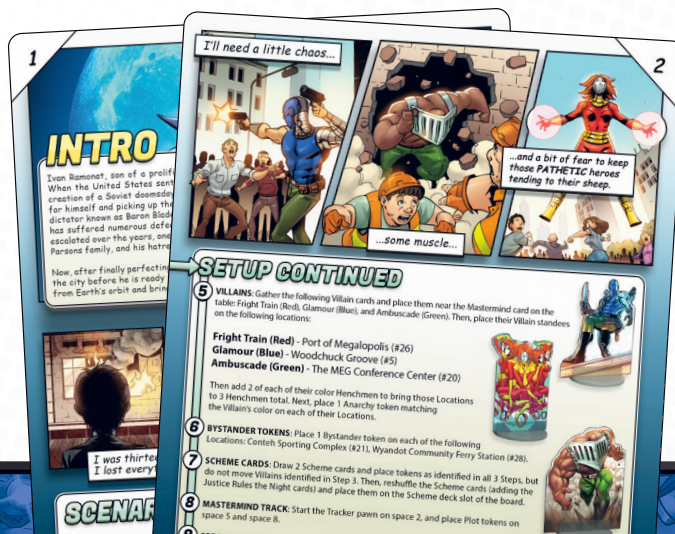 1
INTRO
Ivan Ramonat, son of a prolif
When the United States sent
creation of a Soviet doomsday
for himself and picking up the
dictator known as Baron Blade
has suffered numerous defe
escalated over the years, one
Parsons family, and his hatre
Now, after finally perfecting
the city before he is ready
from Earth's orbit and bring
I was thirtee
I lost everyt
SCENAR
2
I'll need a little chaos...
...some muscle...
...and a bit of fear to keep
those PATHETIC heroes
tending to their sheep.
SETUP CONTINUED
5 VILLAINS: Gather the following Villain cards and place them near the Mastermind card on the
table: Fright Train (Red), Glamour (Blue), and Ambuscade (Green). Then, place their Villain standees
on the following locations:
Fright Train (Red) - Port of Megalopolis (#26)
Glamour (Blue) - Woodchuck Groove (#5)
Ambuscade (Green) - The MEG Conference Center (#20)
Then add 2 of each of their color Henchmen to bring those Locations
to 3 Henchmen total. Next, place 1 Anarchy token matching
the Villain's color on each of their Locations.
6 BYSTANDER TOKENS: Place 1 Bystander token on each of the following
Locations: Conteh Sporting Complex (#21), Wyandot Community Ferry Station (#28).
7 SCHEME CARDS: Draw 2 Scheme cards and place tokens as identified in all 3 Steps, but
do not move Villains identified in Step 3. Then, reshuffle the Scheme cards (adding the
Justice Rules the Night cards) and place them on the Scheme deck slot of the board.
8 MASTERMIND TRACK: Start the Tracker pawn on space 2, and place Plot tokens on
space 5 and space 8.